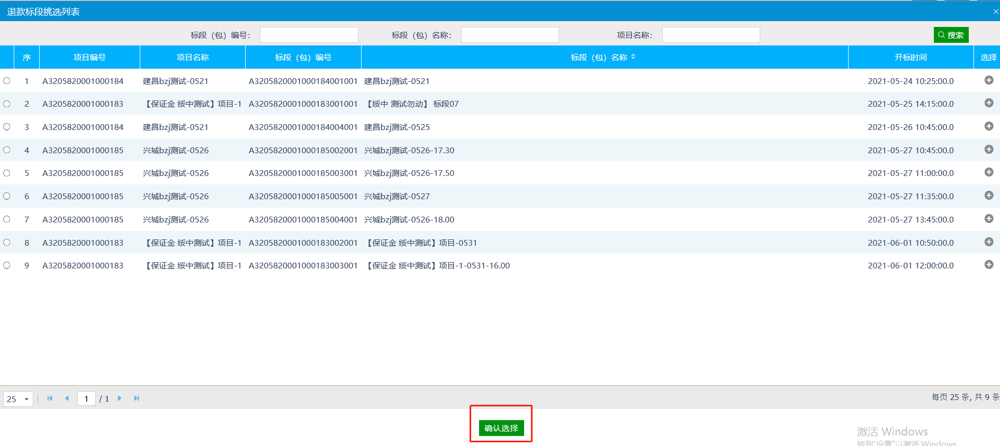 退款标段挑选列表
标段（包）编号： 标段（包）名称： 项目名称： 搜索
序 项目编号 项目名称 标段（包）编号 标段（包）名称 开标时间 选择
1 A3205820001000184 建昌bzj测试-0521 A3205820001000184001001 建昌bzj测试-0521 2021-05-24 10:25:00.0
2 A3205820001000183 【保证金 绥中测试】项目-1 A3205820001000183001001 【绥中 测试勿动】 标段07 2021-05-25 14:15:00.0
3 A3205820001000184 建昌bzj测试-0521 A3205820001000184004001 建昌bzj测试-0525 2021-05-26 10:45:00.0
4 A3205820001000185 兴城bzj测试-0526 A3205820001000185002001 兴城bzj测试-0526-17.30 2021-05-27 10:45:00.0
5 A3205820001000185 兴城bzj测试-0526 A3205820001000185003001 兴城bzj测试-0526-17.50 2021-05-27 11:00:00.0
6 A3205820001000185 兴城bzj测试-0526 A3205820001000185005001 兴城bzj测试-0527 2021-05-27 11:35:00.0
7 A3205820001000185 兴城bzj测试-0526 A3205820001000185004001 兴城bzj测试-0526-18.00 2021-05-27 13:45:00.0
8 A3205820001000183 【保证金 绥中测试】项目-1 A3205820001000183002001 【保证金 绥中测试】项目-0531 2021-06-01 10:50:00.0
9 A3205820001000183 【保证金 绥中测试】项目-1 A3205820001000183003001 【保证金 绥中测试】项目-1-0531-16.00 2021-06-01 12:00:00.0
25 1 / 1 每页 25 条, 共 9 条
确认选择
激活 Windows
转到"设置"以激活 Windows